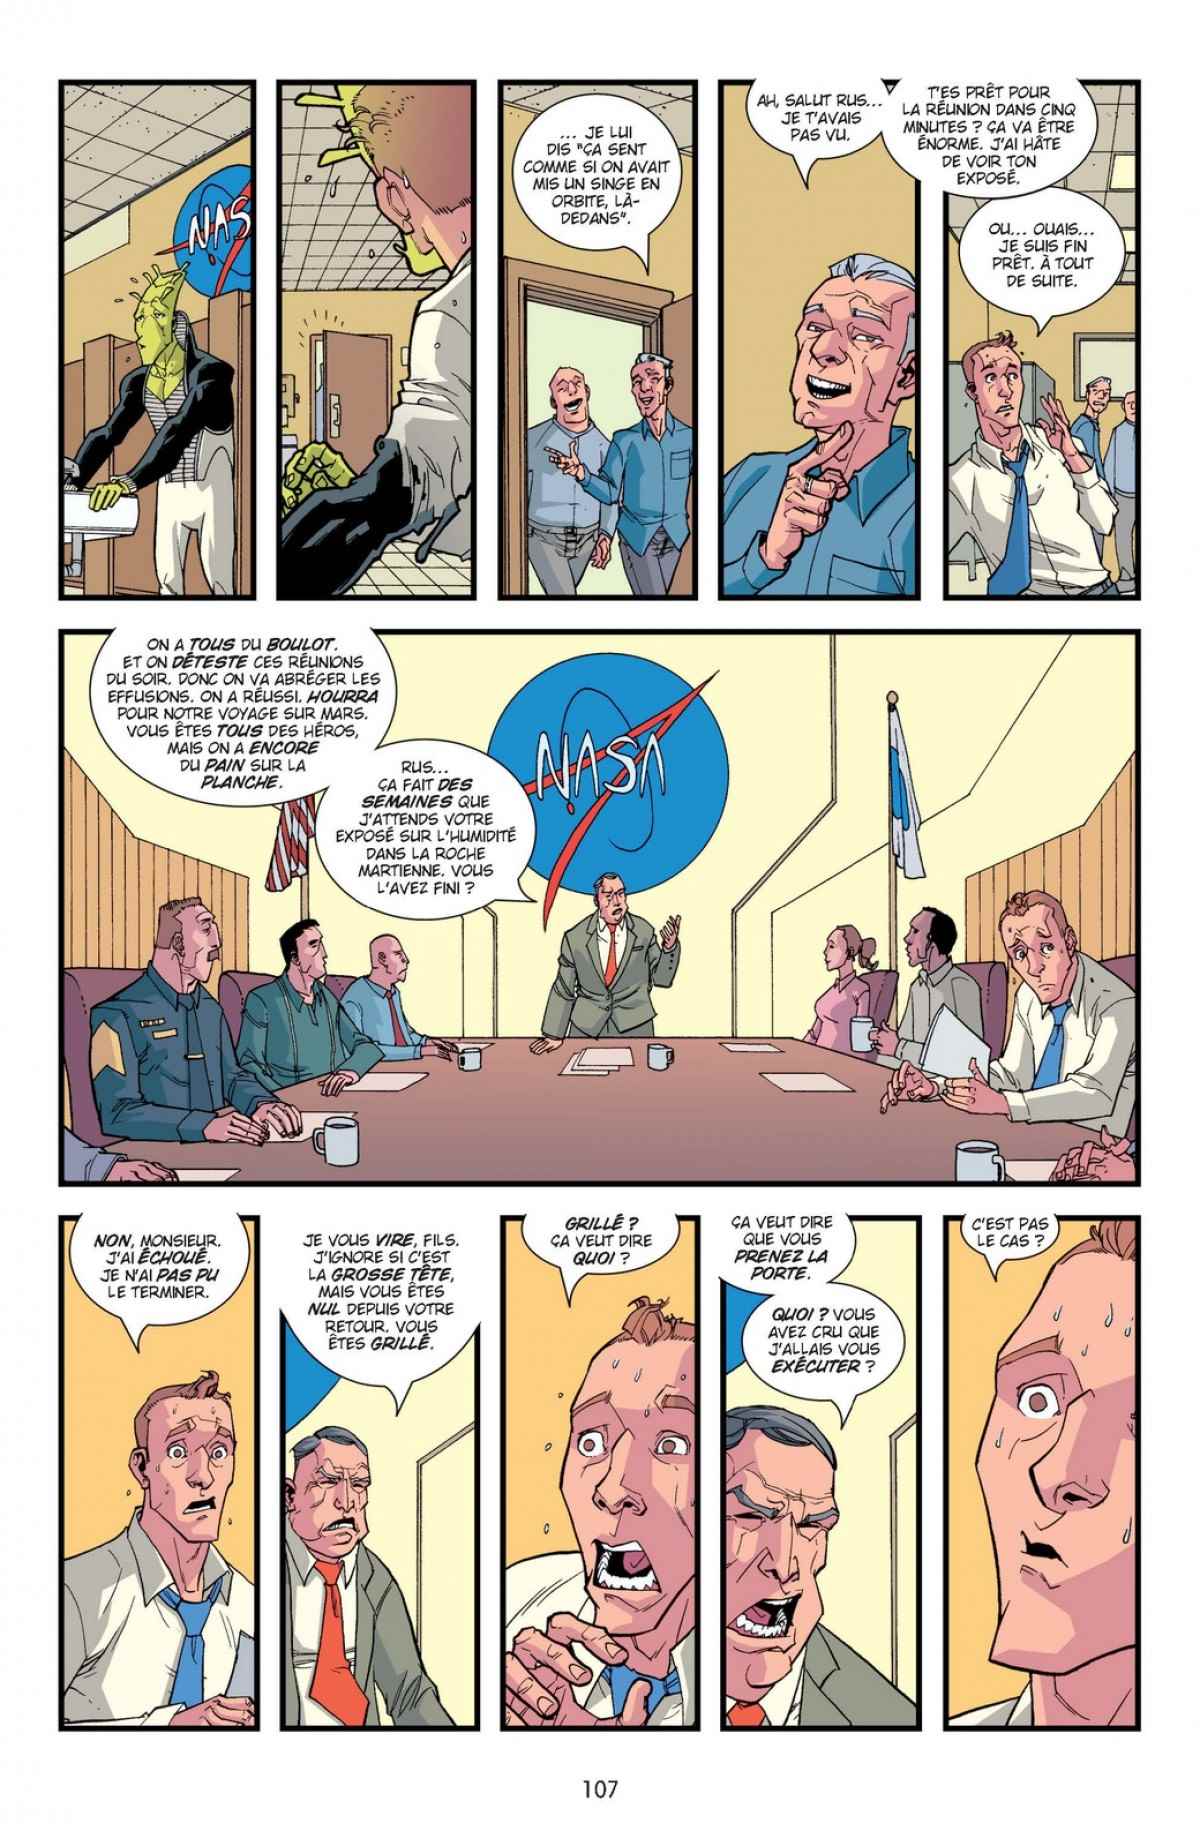 NAS
... JE LUI
DIS "ÇA SENT
COMME SI ON AVAIT
MIS UN SINGE EN
ORBITE, LÀ-
DEDANS".
AH, SALUT RUS...
JE T'AVAIS
PAS VU.
T'ES PRÊT POUR
LA RÉUNION DANS CINQ
MINUTES ? ÇA VA ÊTRE
ÉNORME. J'AI HÂTE
DE VOIR TON
EXPOSÉ.
OU... OUAIS...
JE SUIS FIN
PRÊT. À TOUT
DE SUITE.
ON A TOUS DU BOULOT.
ET ON DÉTESTE CES RÉUNIONS
DU SOIR. DONC ON VA ABRÉGER LES
EFFUSIONS. ON A RÉUSSI. HOURRA
POUR NOTRE VOYAGE SUR MARS.
VOUS ÊTES TOUS DES HÉROS,
MAIS ON A ENCORE
DU PAIN SUR LA
PLANCHE.
RUS...
ÇA FAIT DES
SEMAINES QUE
J'ATTENDS VOTRE
EXPOSÉ SUR L'HUMIDITÉ
DANS LA ROCHE
MARTIENNE. VOUS
L'AVEZ FINI ?
NASA
NON, MONSIEUR.
J'AI ÉCHOUÉ.
JE N'AI PAS PU
LE TERMINER.
JE VOUS VIRE, FILS.
J'IGNORE SI C'EST
LA GROSSE TÊTE,
MAIS VOUS ÊTES
NUL DEPUIS VOTRE
RETOUR. VOUS
ÊTES GRILLÉ.
GRILLÉ ?
ÇA VEUT DIRE
QUOI ?
ÇA VEUT DIRE
QUE VOUS
PRENEZ LA
PORTE.
QUOI ? VOUS
AVEZ CRU QUE
J'ALLAIS VOUS
EXÉCUTER ?
C'EST PAS
LE CAS ?
107